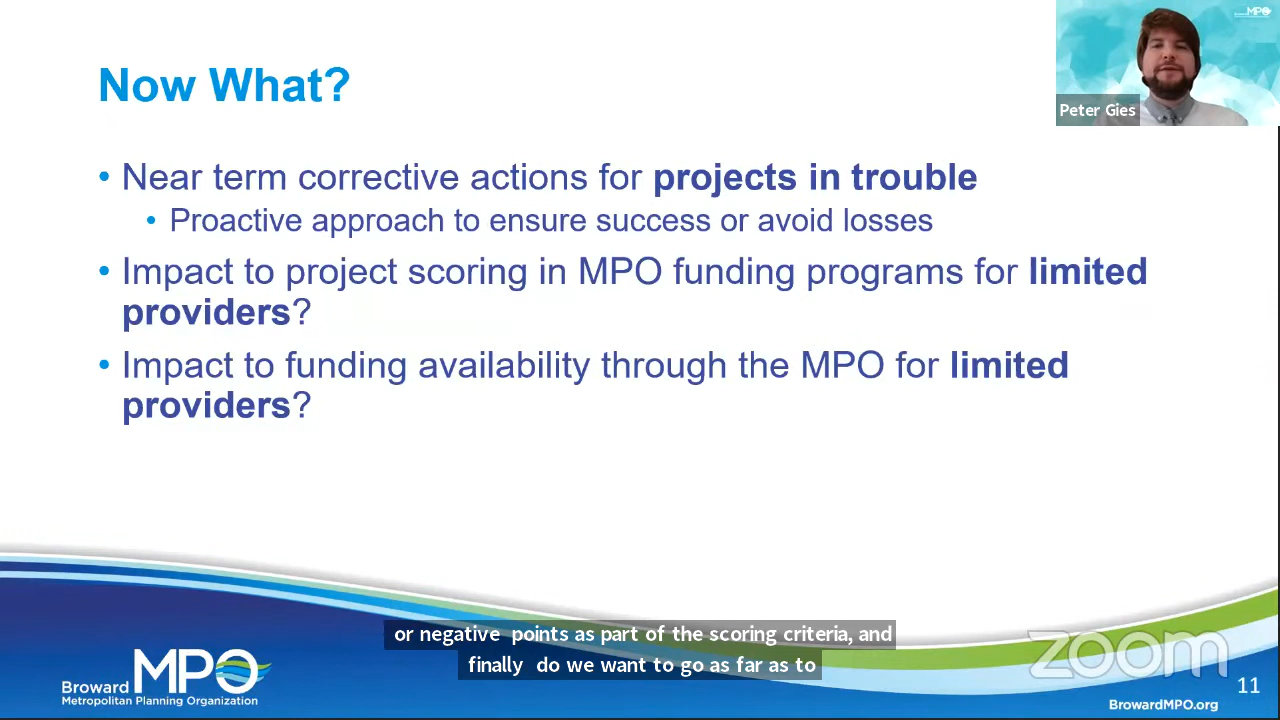 MPO
Now What?
Peter Gies
• Near term corrective actions for projects in trouble
• Proactive approach to ensure success or avoid losses
• Impact to project scoring in MPO funding programs for limited
providers?
• Impact to funding availability through the MPO for limited
providers?
or negative points as part of the scoring criteria, and
finally do we want to go as far as to
zoom
Broward MPO
Metropolitan Planning Organization
11
BrowardMPO.org